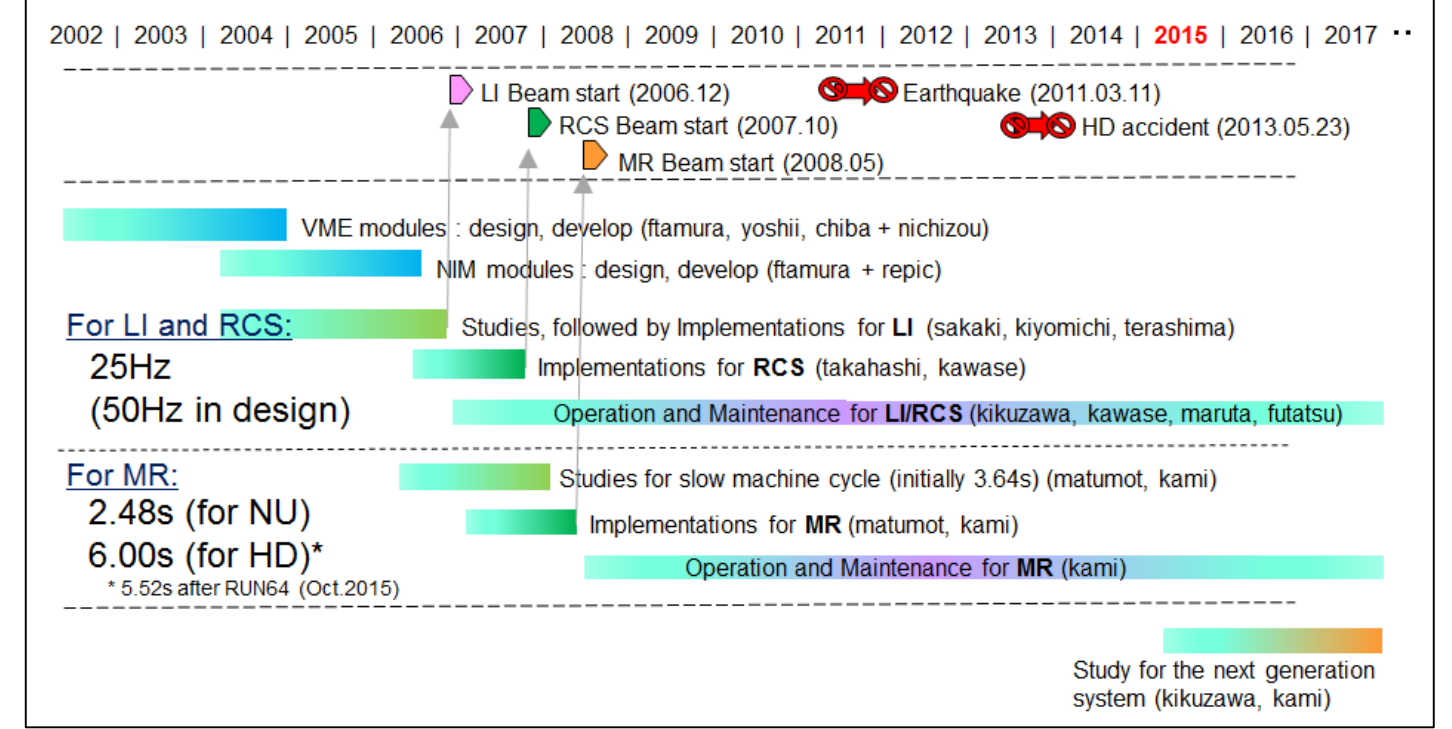 2002 | 2003 | 2004 | 2005 | 2006 | 2007 | 2008 | 2009 | 2010 | 2011 | 2012 | 2013 | 2014 | 2015 | 2016 | 2017 ··
LI Beam start (2006.12)
Earthquake (2011.03.11)
RCS Beam start (2007.10)
HD accident (2013.05.23)
MR Beam start (2008.05)
VME modules : design, develop (ftamura, yoshii, chiba + nichizou)
NIM modules : design, develop (ftamura + repic)
For LI and RCS:
Studies, followed by Implementations for LI (sakaki, kiyomichi, terashima)
25Hz
Implementations for RCS (takahashi, kawase)
(50Hz in design)
Operation and Maintenance for LI/RCS (kikuzawa, kawase, maruta, futatsu)
For MR:
Studies for slow machine cycle (initially 3.64s) (matumot, kami)
2.48s (for NU)
Implementations for MR (matumot, kami)
6.00s (for HD)*
Operation and Maintenance for MR (kami)
* 5.52s after RUN64 (Oct.2015)
Study for the next generation
system (kikuzawa, kami)